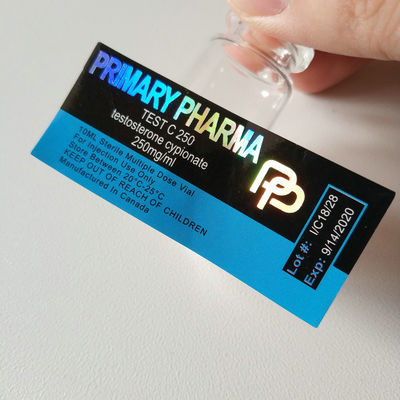 PRIMARY PHARMA
TEST C 250
testosterone cypionate
250mg/ml
PP
10ML Sterile Multiple Dose Vial
For Injection Use Only
Store Between 20°C-25°C
KEEP OUT OF REACH OF CHILDREN
Manufactured In Canada
Lot #: I/C18/28
Exp: 9/14/2020